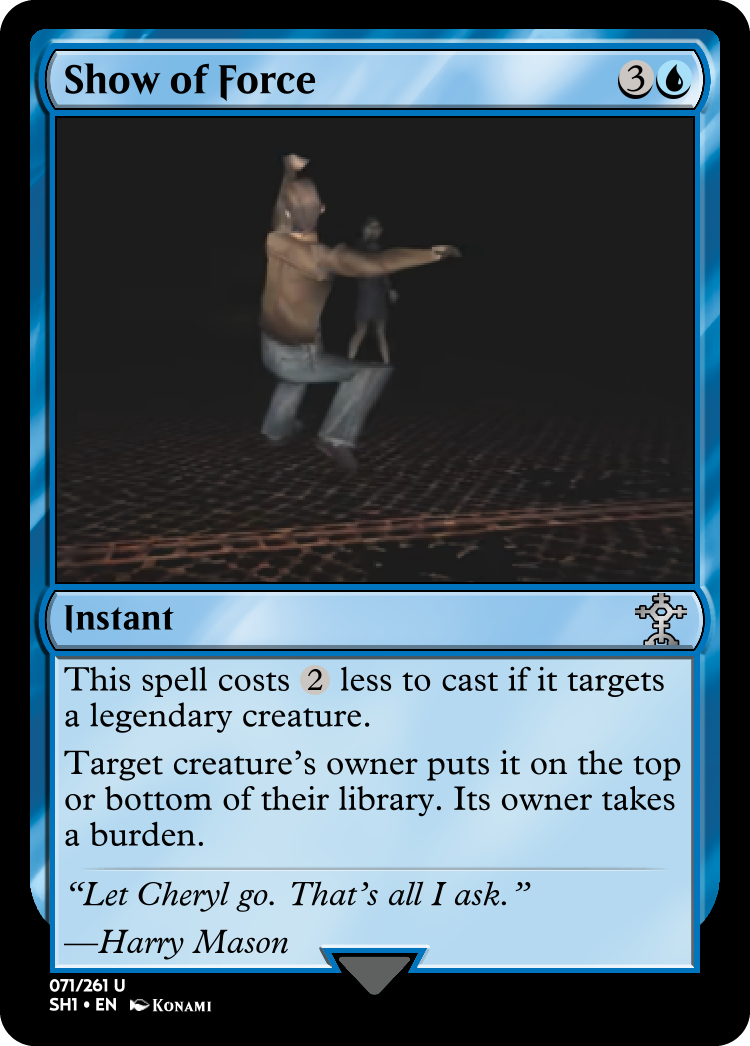 Show of Force
3
Instant
This spell costs 2 less to cast if it targets
a legendary creature.
Target creature’s owner puts it on the top
or bottom of their library. Its owner takes
a burden.
“Let Cheryl go. That’s all I ask.”
—Harry Mason
071/261 U
SH1 • EN KONAMI